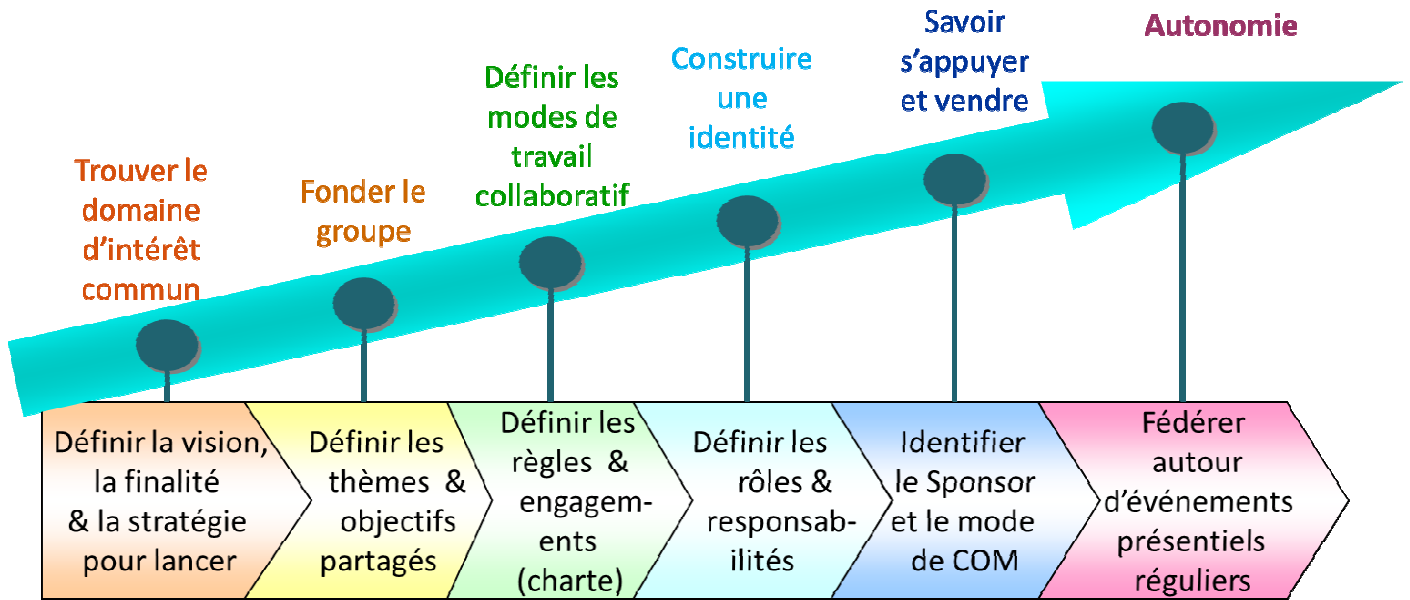 Trouver le
domaine
d'intérêt
commun
Fonder le
groupe
Définir les
modes de
travail
collaboratif
Construire
une
identité
Savoir
s'appuyer
et vendre
Autonomie
Définir la vision,
la finalité
& la stratégie
pour lancer
Définir les
thèmes &
objectifs
partagés
Définir les
règles &
engagem-
ents
(charte)
Définir les
rôles &
responsab-
ilités
Identifier
le Sponsor
et le mode
de COM
Fédérer
autour
d'événements
présentiels
réguliers